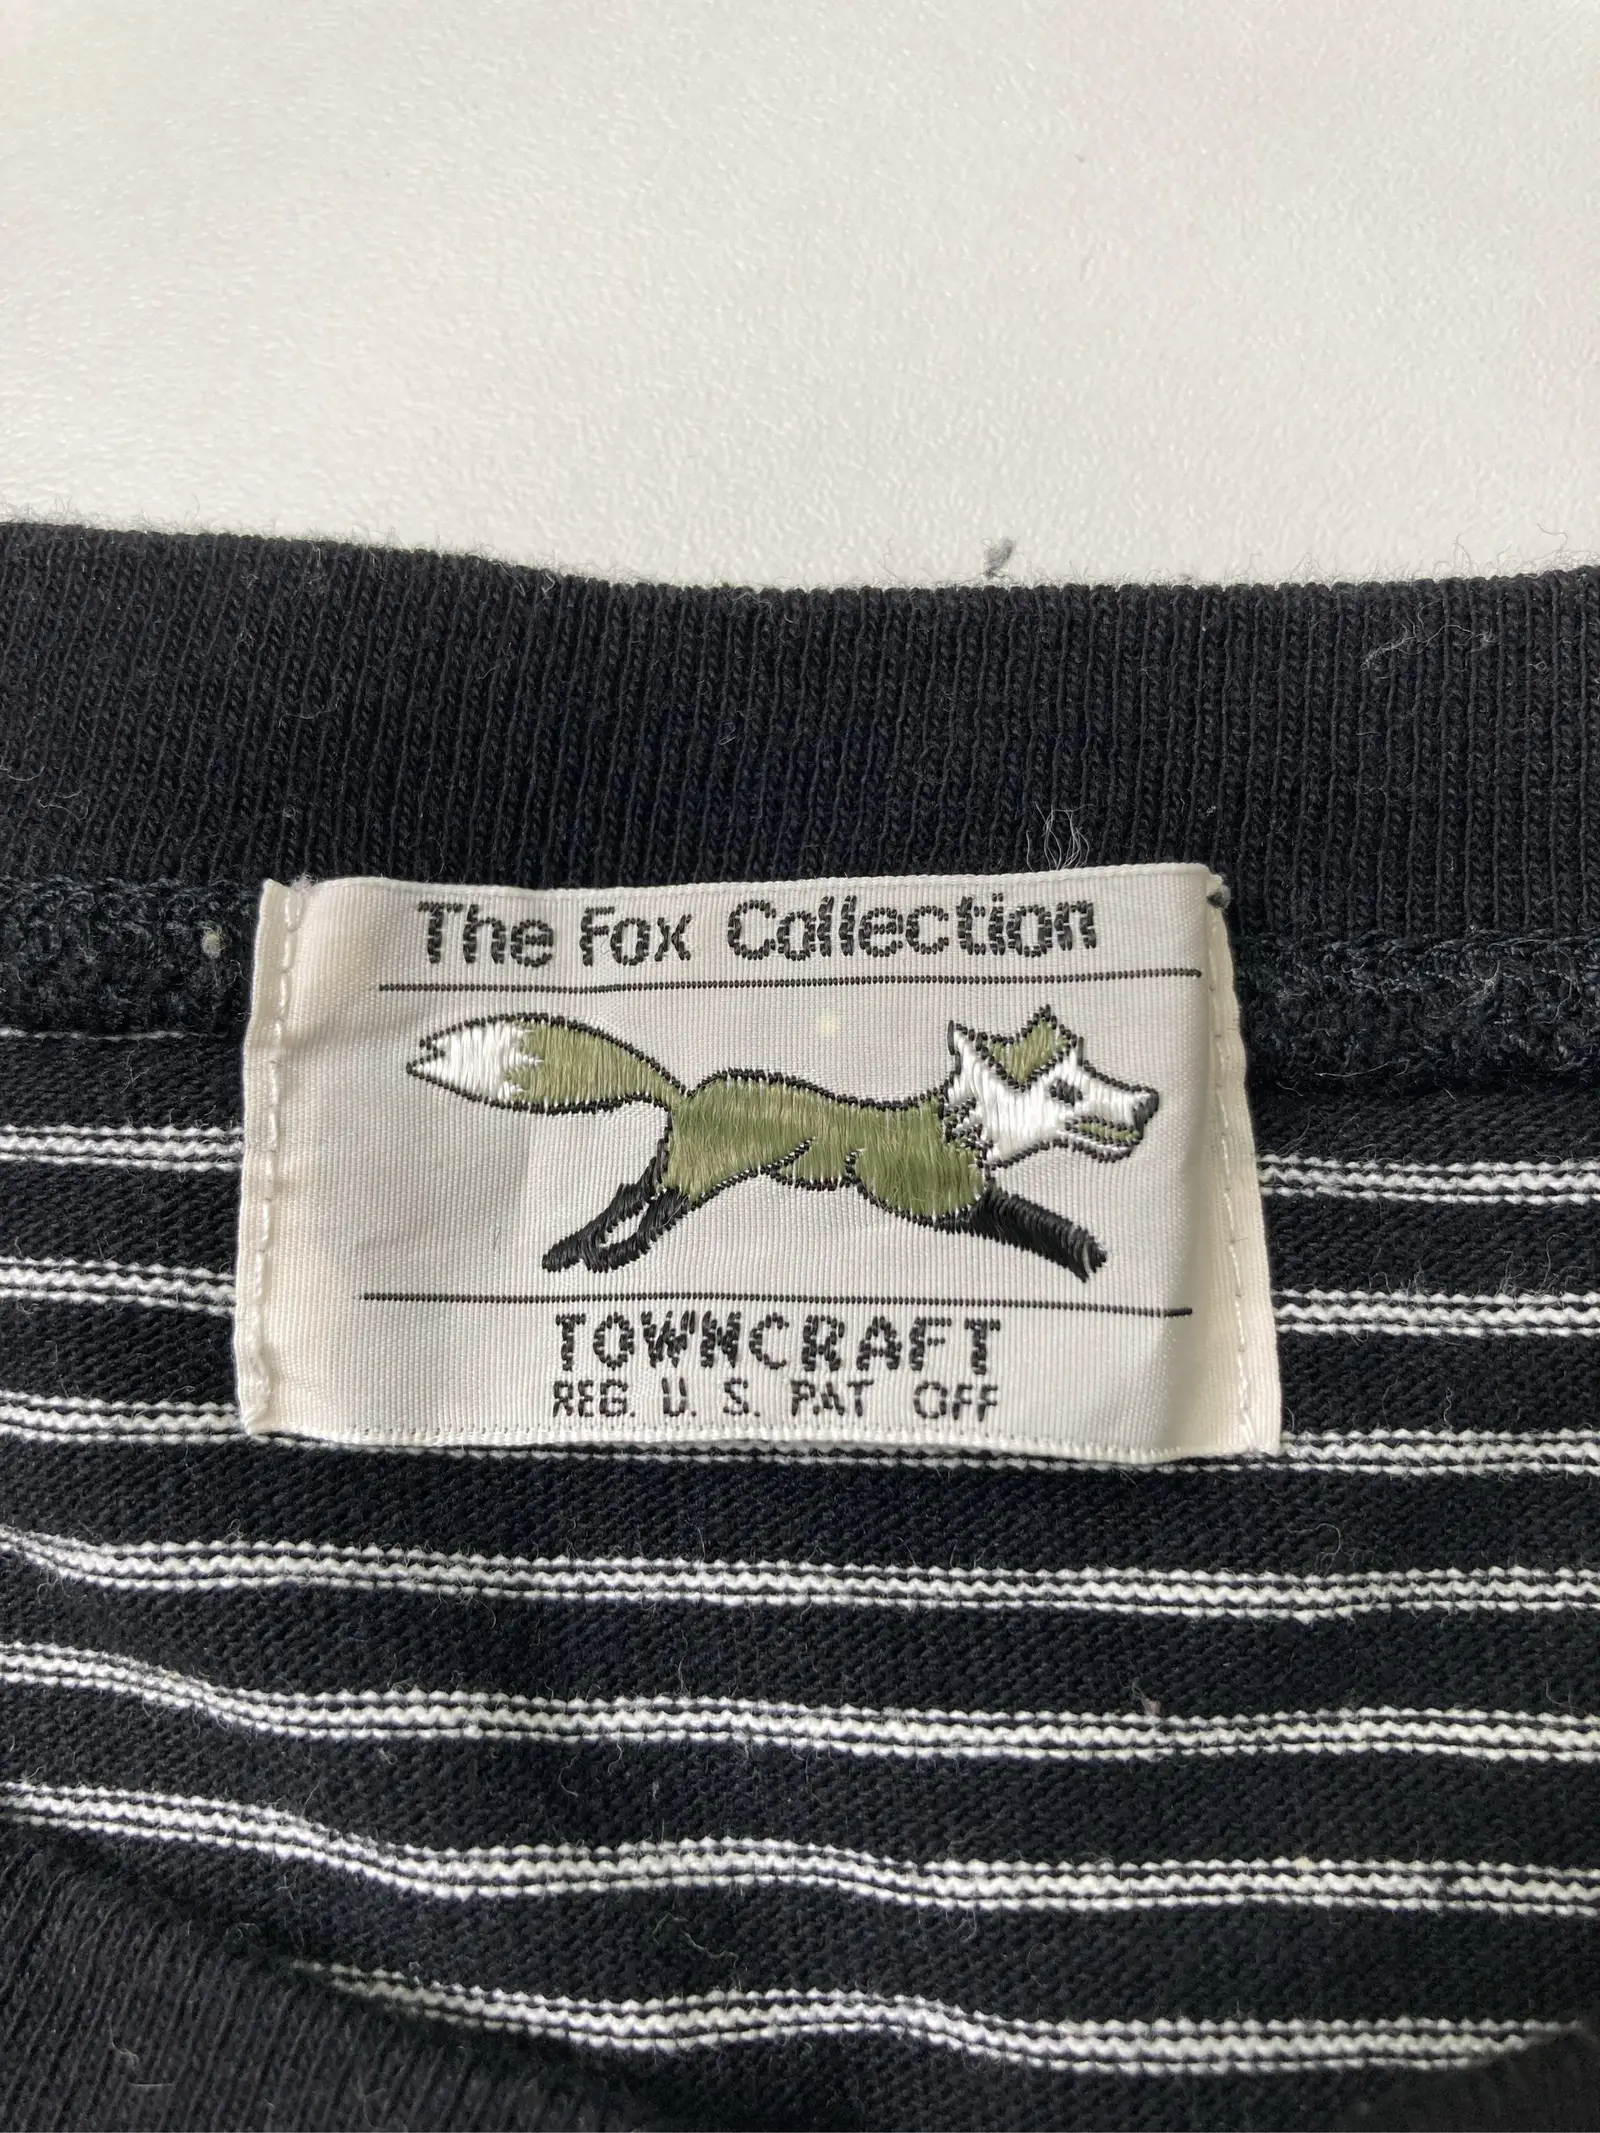 The Fox Collection
TOWNCRAFT
REG. U. S. PAT OFF